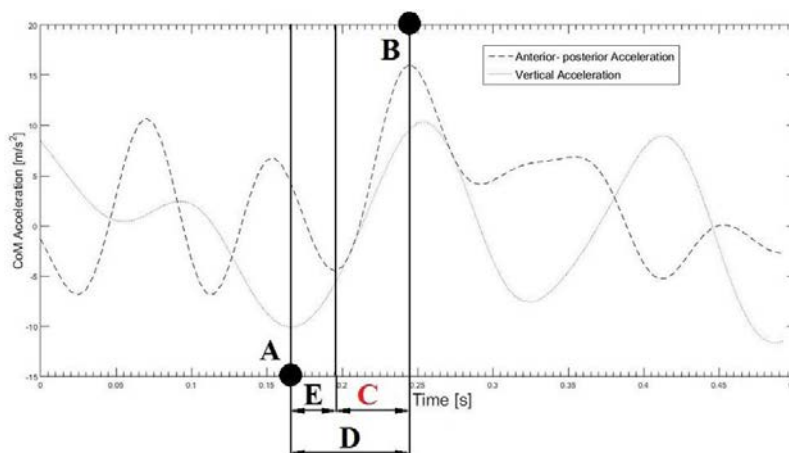 20
15
10
5
0
-5
-10
-15
CoM Acceleration [m/s²]
B
Anterior- posterior Acceleration
Vertical Acceleration
A
0
0.05
0.1
0.15
0.2
0.25
0.3
0.35
0.4
0.45
Time [s]
E
C
D